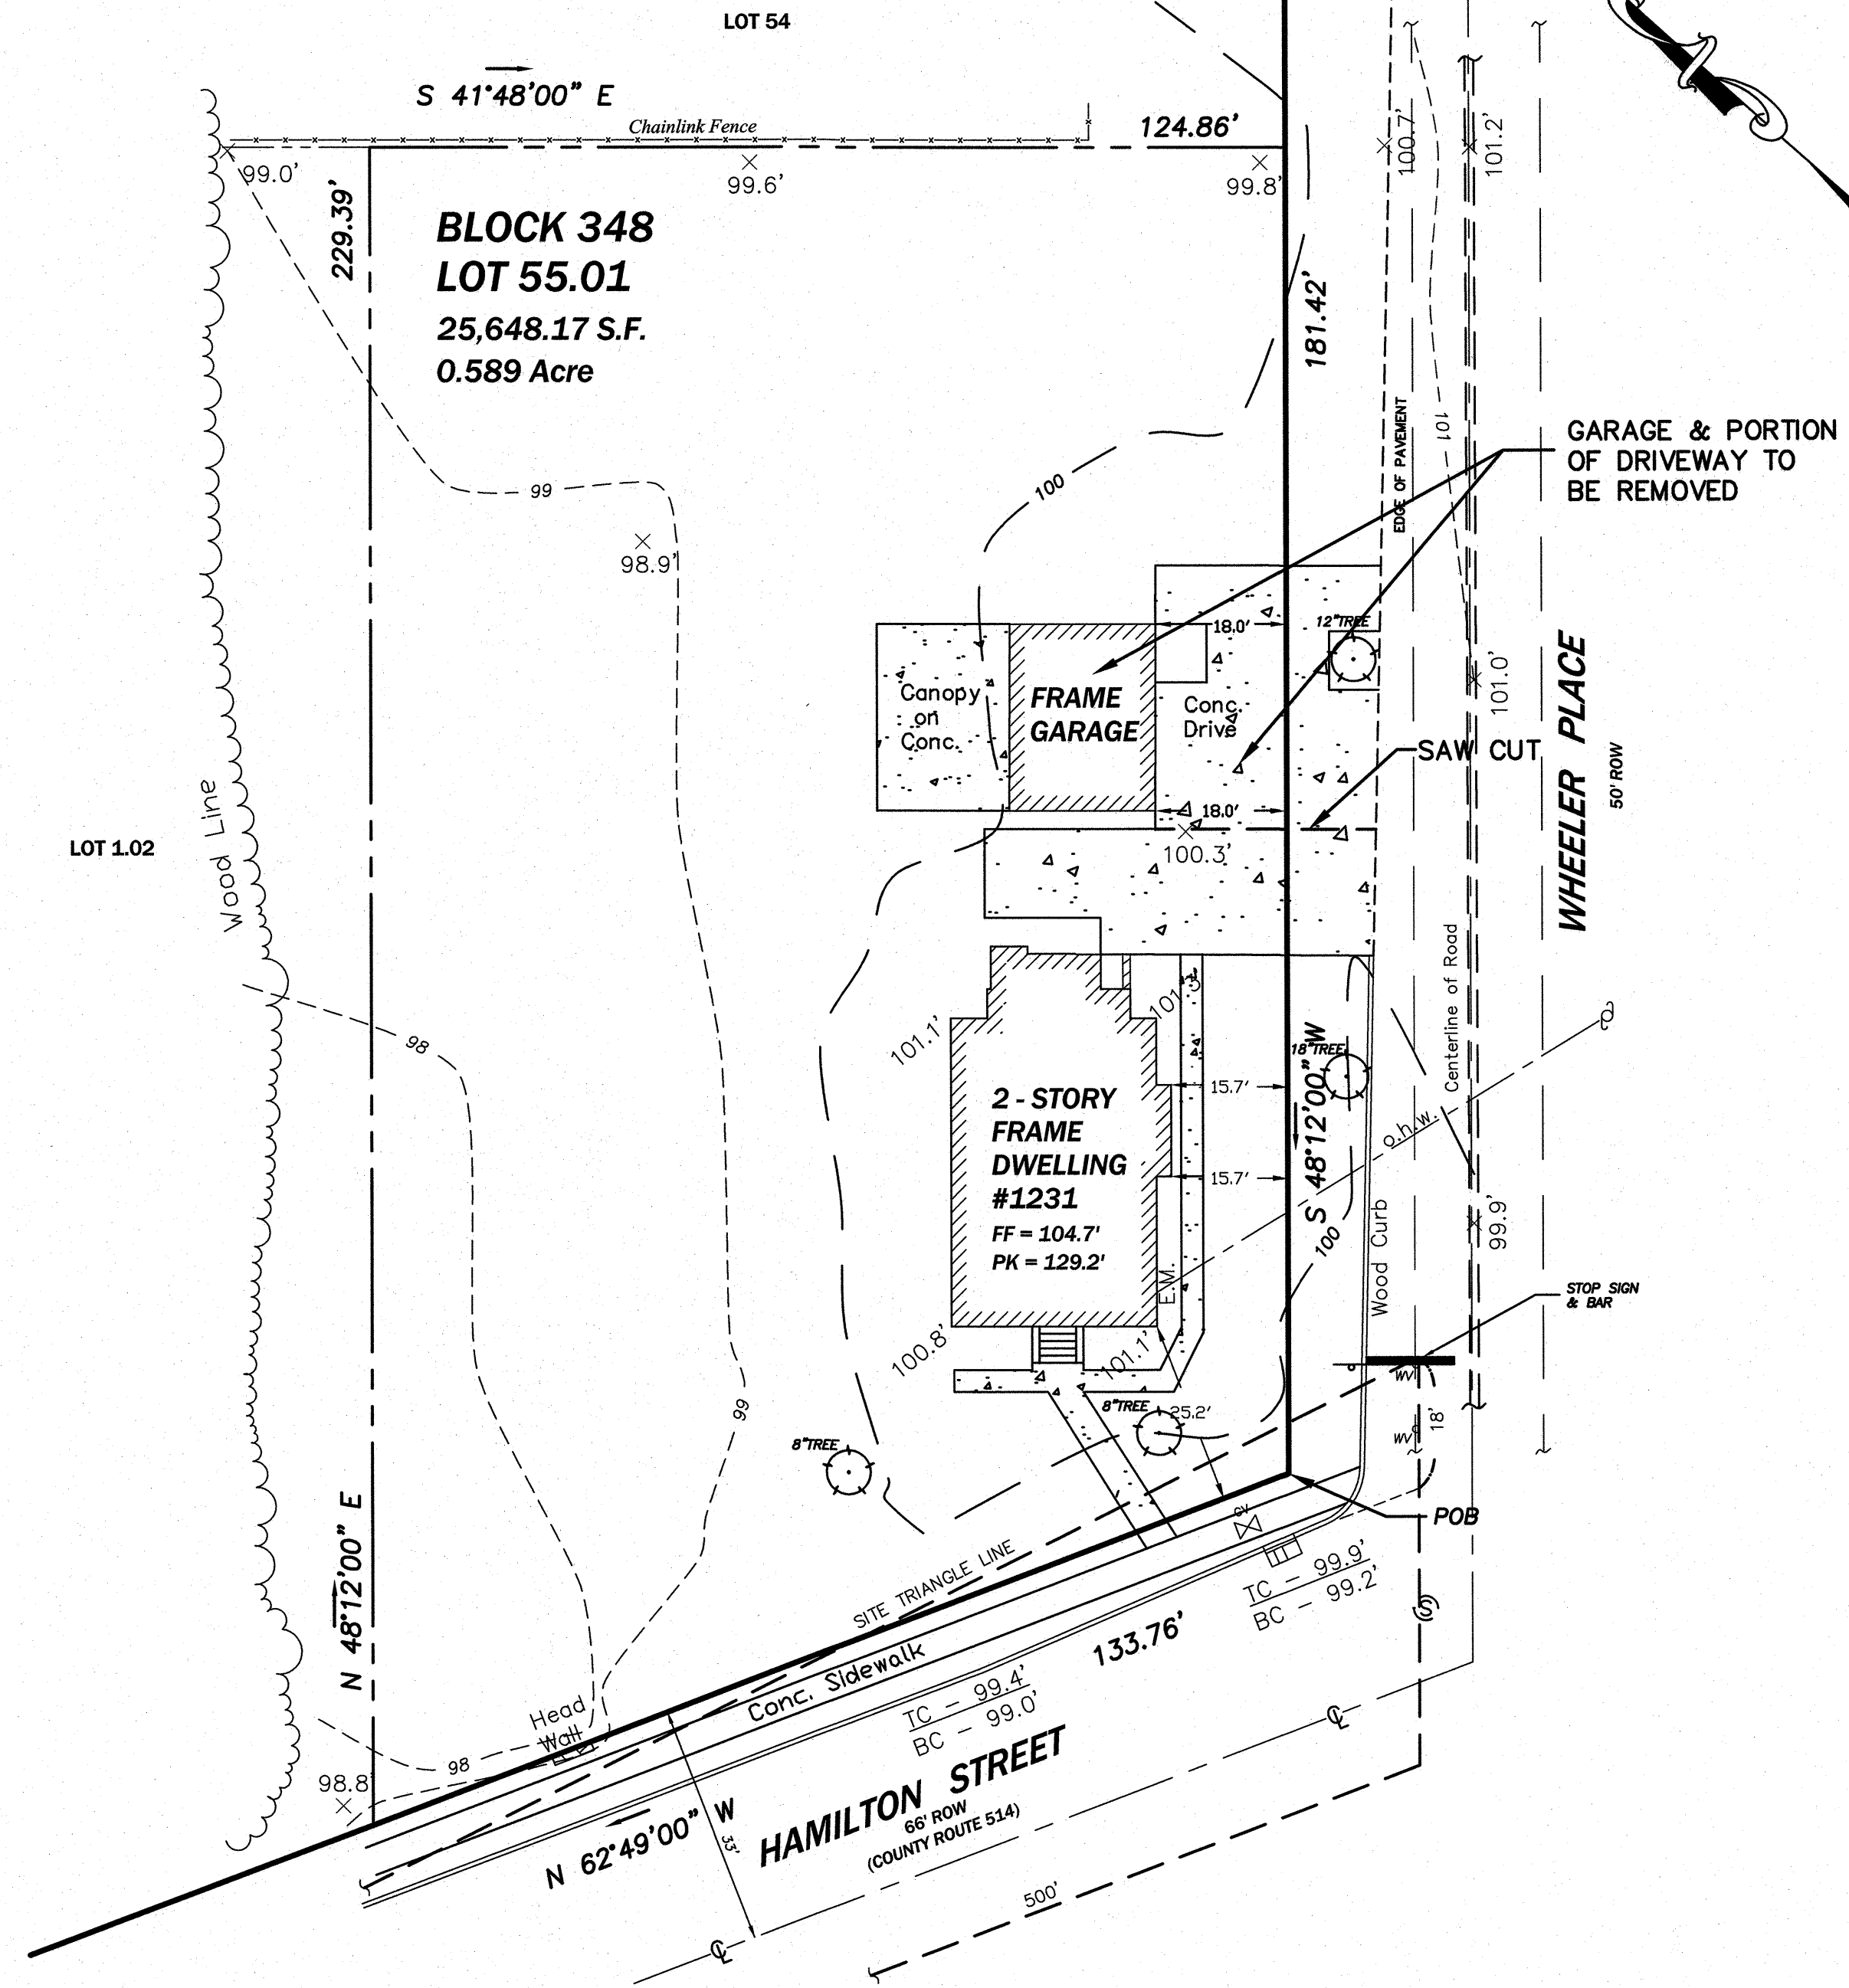 LOT 54
S 41°48'00" E
Chainlink Fence
124.86'
99.0'
99.6'
99.8'
100.7'
101.2'
229.39'
BLOCK 348
LOT 55.01
25,648.17 S.F.
0.589 Acre
181.42'
EDGE OF PAVEMENT
101
GARAGE & PORTION
OF DRIVEWAY TO
BE REMOVED
99
100
98.9'
18.0'
12"TREE
Canopy
on
Conc.
FRAME
GARAGE
Conc.
Drive
101.0'
WHEELER PLACE
50' ROW
SAW CUT
18.0'
100.3'
LOT 1.02
Wood Line
98
101.1'
101.3
18"TREE
Centerline of Road
2 - STORY
FRAME
DWELLING
#1231
FF = 104.7'
PK = 129.2'
15.7'
15.7'
S 48°12'00" W
o.h.w.
100
Wood Curb
99.9'
E.M.
STOP SIGN
& BAR
100.8'
101.1'
WV
WV
18'
8"TREE
25.2'
8"TREE
99
N 48°12'00" E
GV
POB
SITE TRIANGLE LINE
TC - 99.9'
BC - 99.2'
133.76'
Conc. Sidewalk
TC - 99.4'
BC - 99.0'
Head
Wall
98
98.8'
N 62°49'00" W
33'
HAMILTON STREET
66' ROW
(COUNTY ROUTE 514)
500'